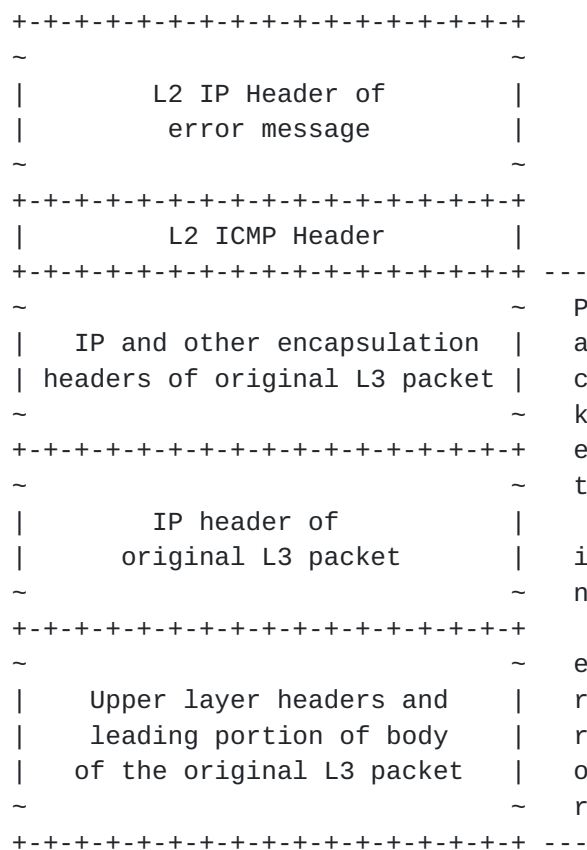 +-+-+-+-+-+-+-+-+-+-+-+-+-+-+-+-+
~                               ~
|        L2 IP Header of        |
|         error message         |
~                               ~
+-+-+-+-+-+-+-+-+-+-+-+-+-+-+-+-+
|         L2 ICMP Header        |
+-+-+-+-+-+-+-+-+-+-+-+-+-+-+-+-+ ---
~                               ~   P
|   IP and other encapsulation  |   a
| headers of original L3 packet |   c
~                               ~   k
+-+-+-+-+-+-+-+-+-+-+-+-+-+-+-+-+   e
~                               ~   t
|        IP header of           |
|      original L3 packet       |   i
~                               ~   n
+-+-+-+-+-+-+-+-+-+-+-+-+-+-+-+-+
~                               ~   e
|    Upper layer headers and    |   r
|    leading portion of body    |   r
|   of the original L3 packet   |   o
~                               ~   r
+-+-+-+-+-+-+-+-+-+-+-+-+-+-+-+-+ ---